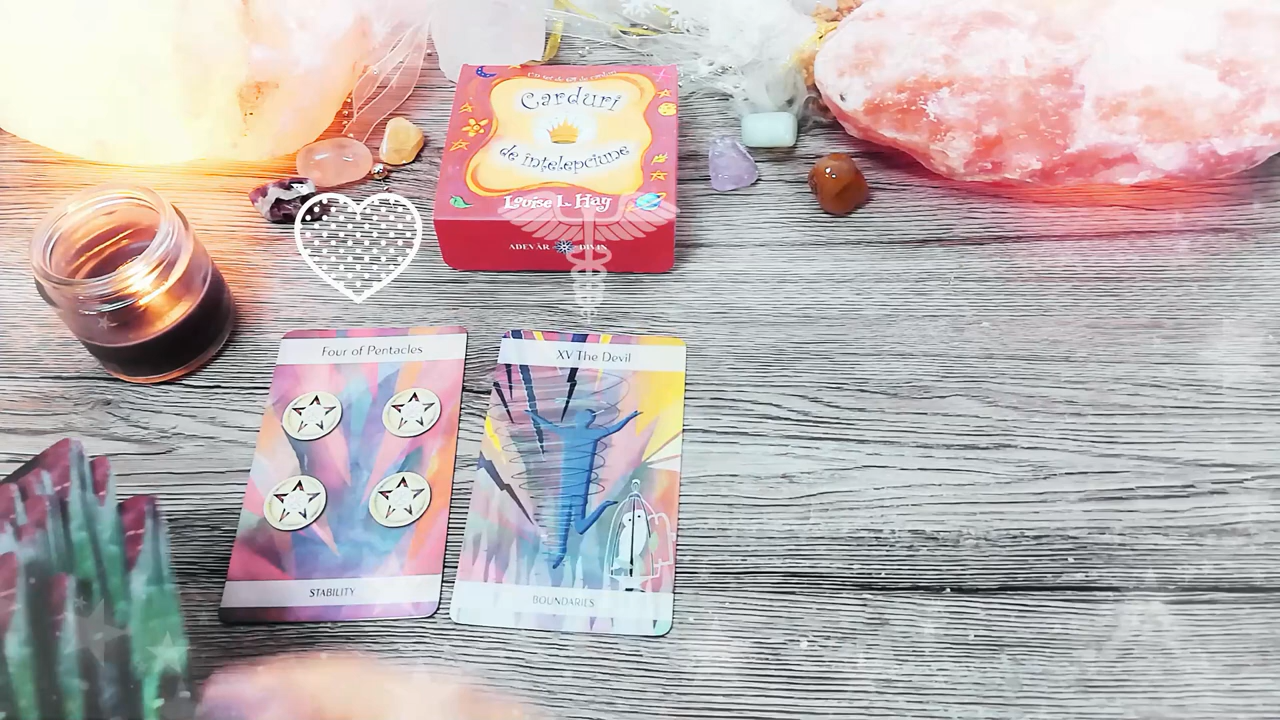 Carduri
de înțelepciune
Louise L. Hay
ADEVĂR DIVIN
Four of Pentacles
STABILITY
XV The Devil
BOUNDARIES